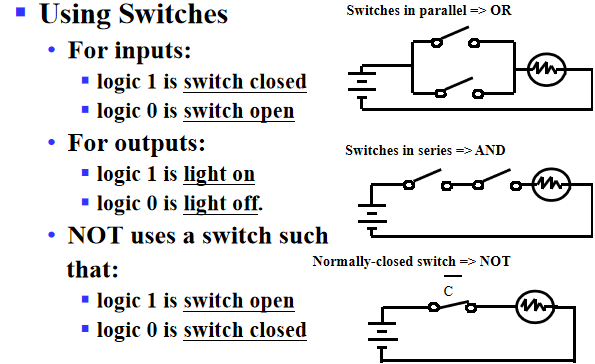 Using Switches
For inputs:
logic 1 is switch closed
logic 0 is switch open
For outputs:
logic 1 is light on
logic 0 is light off.
NOT uses a switch such
that:
logic 1 is switch open
logic 0 is switch closed
Switches in parallel => OR
Switches in series => AND
Normally-closed switch => NOT
C